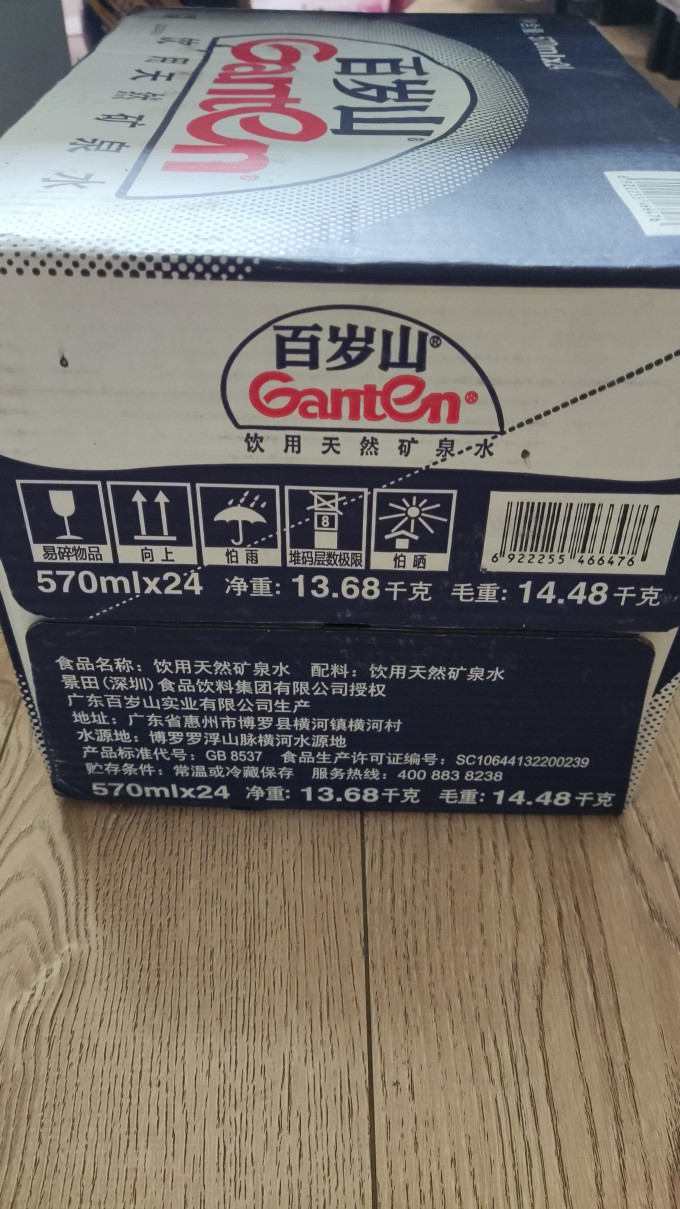 百岁山®
Ganten®
饮用天然矿泉水
净含量:570mlx24
百岁山®
Ganten®
饮用天然矿泉水
易碎物品 向上 怕雨 堆码层数极限 怕晒
8
6 922255 466476
570mlx24 净重: 13.68千克 毛重: 14.48千克
食品名称: 饮用天然矿泉水 配料: 饮用天然矿泉水
景田(深圳)食品饮料集团有限公司授权
广东百岁山实业有限公司生产
地址: 广东省惠州市博罗县横河镇横河村
水源地: 博罗罗浮山脉横河水源地
产品标准代号: GB 8537 食品生产许可证编号: SC10644132200239
贮存条件: 常温或冷藏保存 服务热线: 400 883 8238
570mlx24 净重: 13.68千克 毛重: 14.48千克